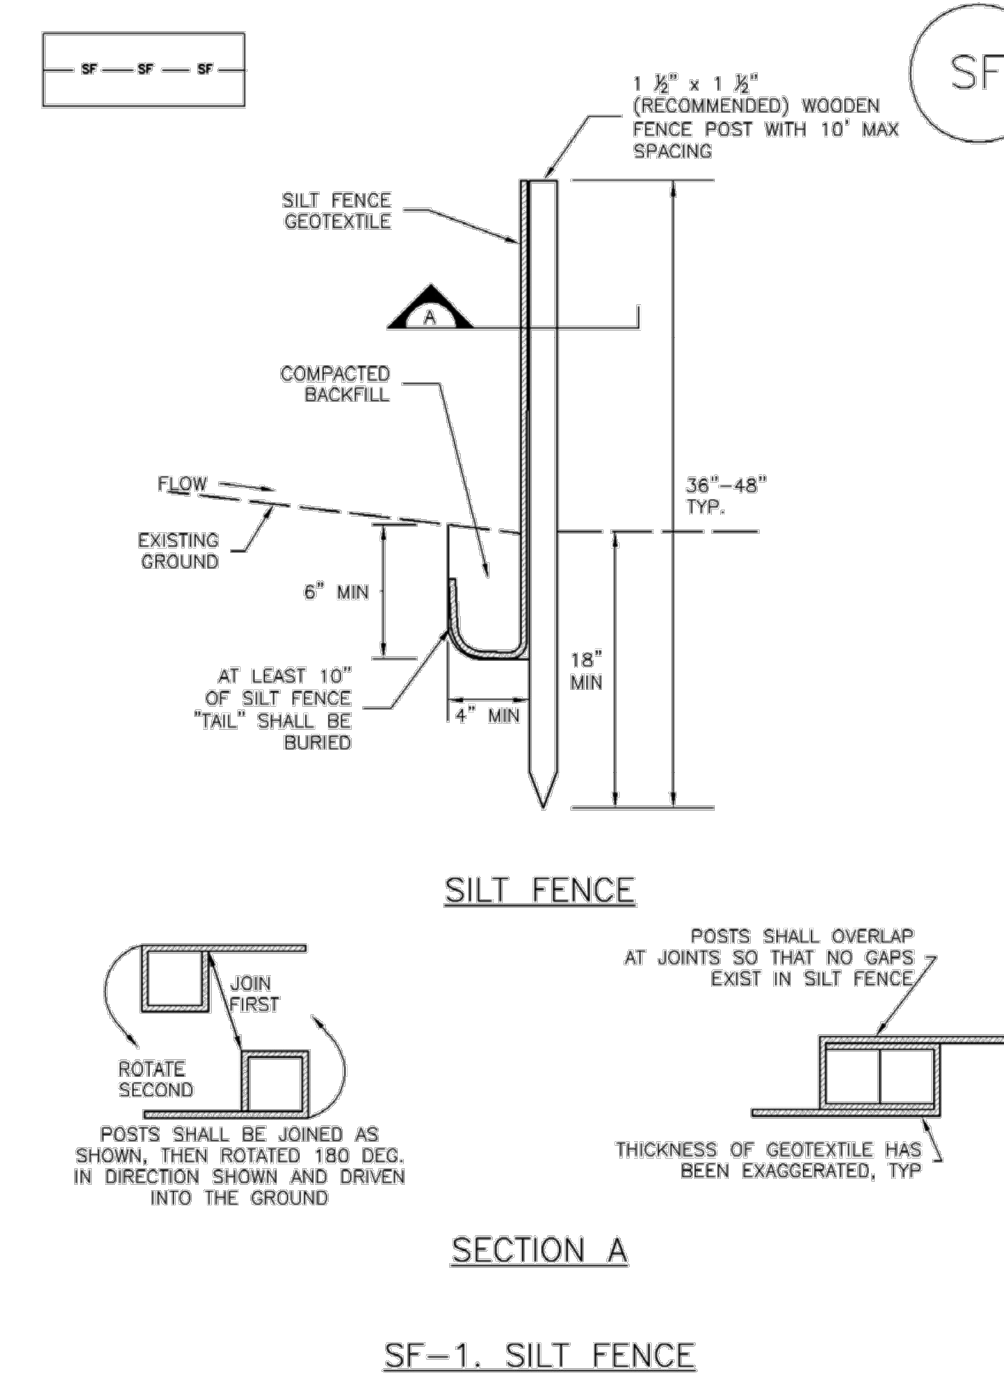 SF SF SF
SF
1 ½" x 1 ½"
(RECOMMENDED) WOODEN
FENCE POST WITH 10' MAX
SPACING
SILT FENCE
GEOTEXTILE
A
COMPACTED
BACKFILL
FLOW
36"-48"
TYP.
EXISTING
GROUND
6" MIN
18"
MIN
AT LEAST 10"
OF SILT FENCE
"TAIL" SHALL BE
BURIED
4" MIN
SILT FENCE
JOIN
FIRST
ROTATE
SECOND
POSTS SHALL BE JOINED AS
SHOWN, THEN ROTATED 180 DEG.
IN DIRECTION SHOWN AND DRIVEN
INTO THE GROUND
POSTS SHALL OVERLAP
AT JOINTS SO THAT NO GAPS
EXIST IN SILT FENCE
THICKNESS OF GEOTEXTILE HAS
BEEN EXAGGERATED, TYP
SECTION A
SF-1. SILT FENCE